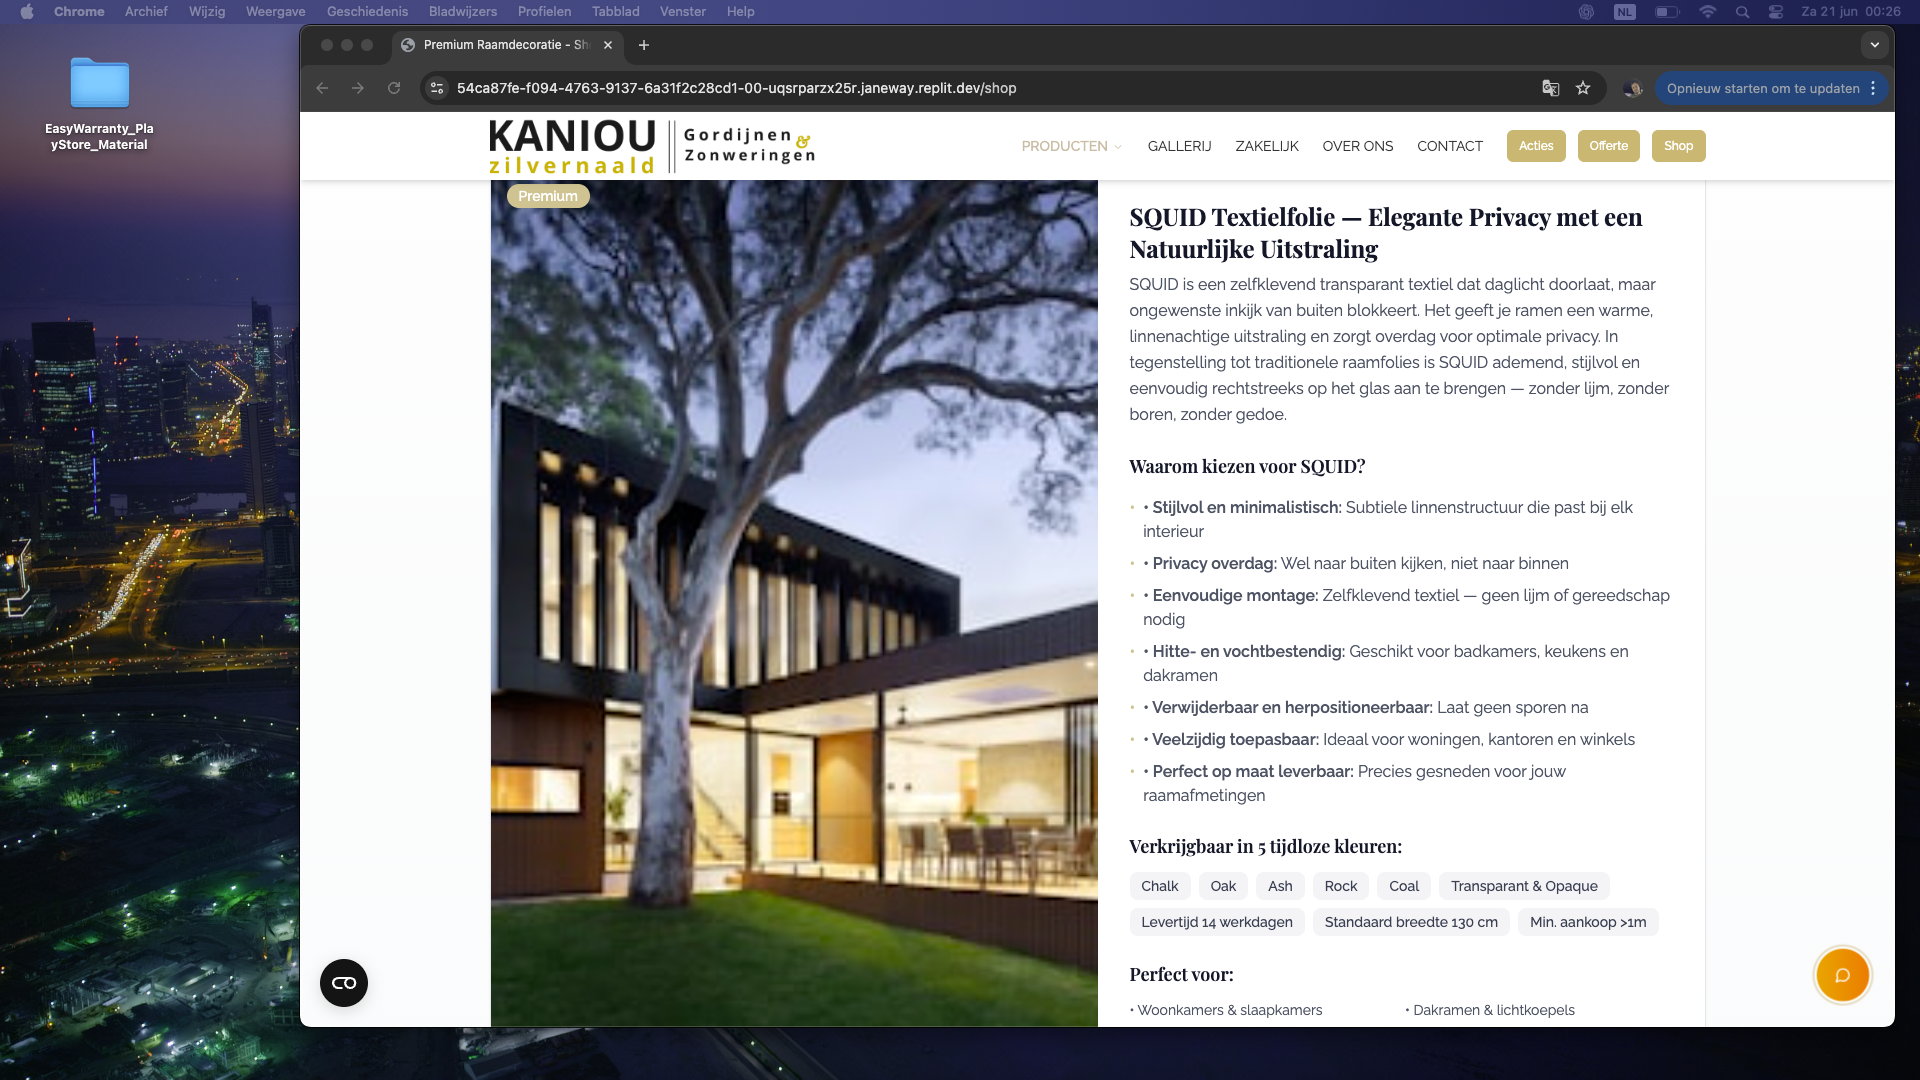 Chrome Archief Wijzig Weergave Geschiedenis Bladwijzers Profielen Tabblad Venster Help NL Za 21 jun 00:26
EasyWarranty_Pla
yStore_Material
Premium Raamdecoratie - Sh
54ca87fe-f094-4763-9137-6a31f2c28cd1-00-uqsrparzx25r.janeway.replit.dev/shop
Opnieuw starten om te updaten
KANIOU
zilvernaald
Gordijnen &
Zonweringen
PRODUCTEN GALLERIJ ZAKELIJK OVER ONS CONTACT Acties Offerte Shop
Premium
SQUID Textielfolie — Elegante Privacy met een
Natuurlijke Uitstraling
SQUID is een zelfklevend transparant textiel dat daglicht doorlaat, maar
ongewenste inkijk van buiten blokkeert. Het geeft je ramen een warme,
linnenachtige uitstraling en zorgt overdag voor optimale privacy. In
tegenstelling tot traditionele raamfolies is SQUID ademend, stijlvol en
eenvoudig rechtstreeks op het glas aan te brengen — zonder lijm, zonder
boren, zonder gedoe.
Waarom kiezen voor SQUID?
• • Stijlvol en minimalistisch: Subtiele linnenstructuur die past bij elk
interieur
• • Privacy overdag: Wel naar buiten kijken, niet naar binnen
• • Eenvoudige montage: Zelfklevend textiel — geen lijm of gereedschap
nodig
• • Hitte- en vochtbestendig: Geschikt voor badkamers, keukens en
dakramen
• • Verwijderbaar en herpositioneerbaar: Laat geen sporen na
• • Veelzijdig toepasbaar: Ideaal voor woningen, kantoren en winkels
• • Perfect op maat leverbaar: Precies gesneden voor jouw
raamafmetingen
Verkrijgbaar in 5 tijdloze kleuren:
Chalk Oak Ash Rock Coal Transparant & Opaque
Levertijd 14 werkdagen Standaard breedte 130 cm Min. aankoop >1m
Perfect voor:
• Woonkamers & slaapkamers • Dakramen & lichtkoepels